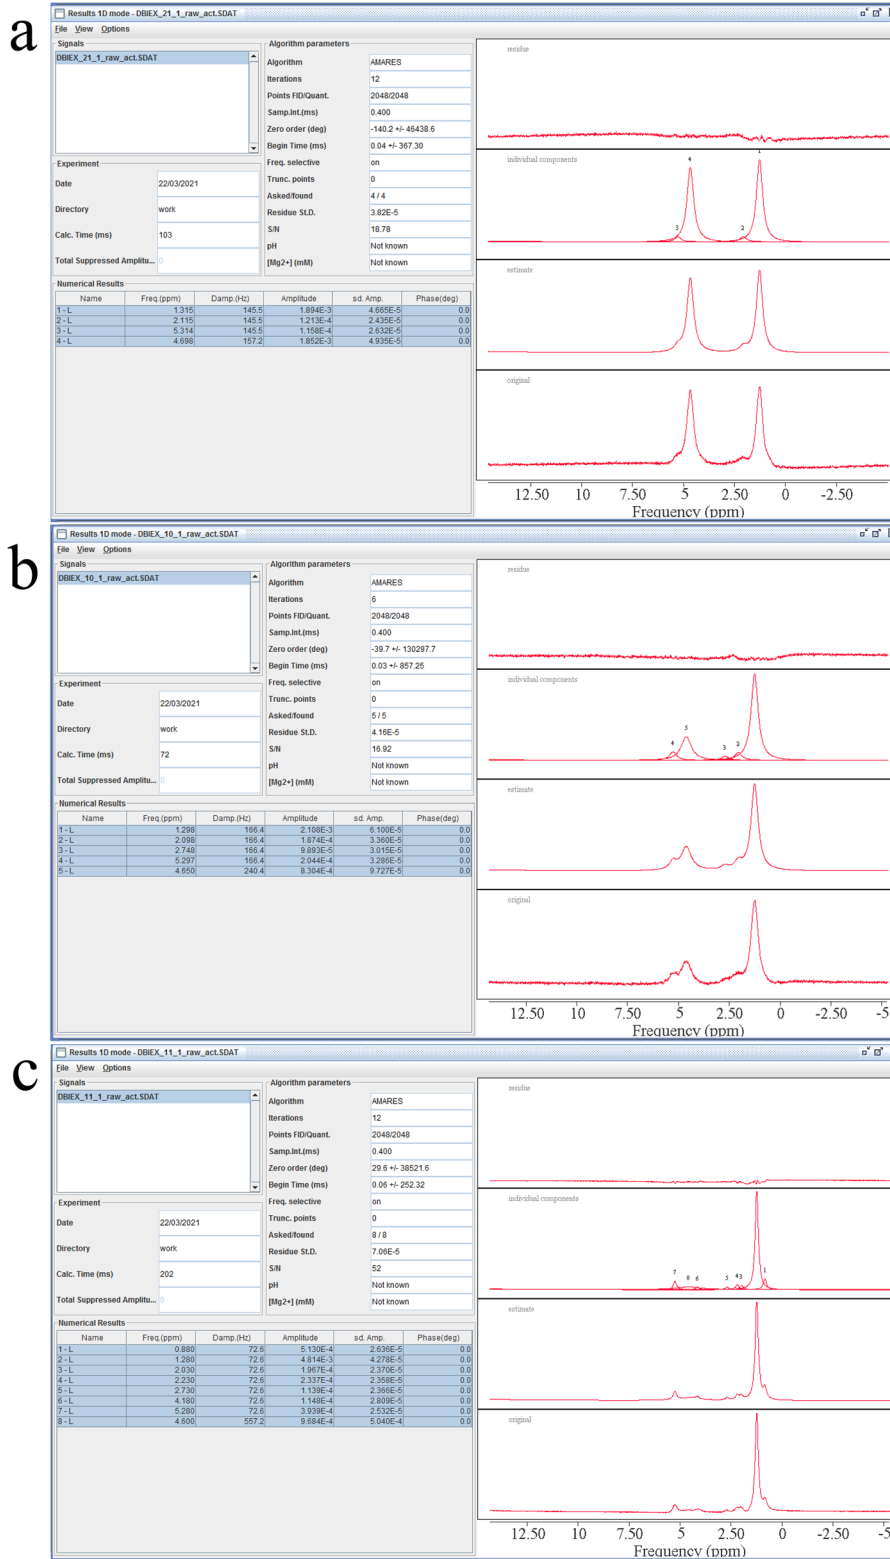 a
Results 1D mode - DBIEX_21_1_raw_act.SDAT
File View Options
Signals
DBIEX_21_1_raw_act.SDAT
Experiment
Date 22/03/2021
Directory work
Calc. Time (ms) 103
Total Suppressed Amplitu... 0
Algorithm parameters
Algorithm AMARES
Iterations 12
Points FID/Quant. 2048/2048
Samp.Int.(ms) 0.400
Zero order (deg) -140.2 +/- 46438.6
Begin Time (ms) 0.04 +/- 367.30
Freq. selective on
Trunc. points 0
Asked/found 4 / 4
Residue St.D. 3.82E-5
S/N 18.78
pH Not known
[Mg2+] (mM) Not known
Numerical Results
Name Freq.(ppm) Damp.(Hz) Amplitude sd. Amp. Phase(deg)
1 - L 1.315 145.5 1.894E-3 4.665E-5 0.0
2 - L 2.115 145.5 1.213E-4 2.435E-5 0.0
3 - L 5.314 145.5 1.158E-4 2.632E-5 0.0
4 - L 4.698 157.2 1.852E-3 4.935E-5 0.0
residue
individual components
3 4 2 1
estimate
original
12.50 10 7.50 5 2.50 0 -2.50
Frequency (ppm)
b
Results 1D mode - DBIEX_10_1_raw_act.SDAT
File View Options
Signals
DBIEX_10_1_raw_act.SDAT
Experiment
Date 22/03/2021
Directory work
Calc. Time (ms) 72
Total Suppressed Amplitu... 0
Algorithm parameters
Algorithm AMARES
Iterations 6
Points FID/Quant. 2048/2048
Samp.Int.(ms) 0.400
Zero order (deg) -39.7 +/- 130297.7
Begin Time (ms) 0.03 +/- 857.25
Freq. selective on
Trunc. points 0
Asked/found 5 / 5
Residue St.D. 4.16E-5
S/N 16.92
pH Not known
[Mg2+] (mM) Not known
Numerical Results
Name Freq.(ppm) Damp.(Hz) Amplitude sd. Amp. Phase(deg)
1 - L 1.298 166.4 2.108E-3 6.100E-5 0.0
2 - L 2.098 166.4 1.874E-4 3.360E-5 0.0
3 - L 2.748 166.4 9.893E-5 3.015E-5 0.0
4 - L 5.297 166.4 2.044E-4 3.286E-5 0.0
5 - L 4.650 240.4 8.304E-4 9.727E-5 0.0
residue
individual components
4 5 3 2
estimate
original
12.50 10 7.50 5 2.50 0 -2.50 -5
Frequency (ppm)
c
Results 1D mode - DBIEX_11_1_raw_act.SDAT
File View Options
Signals
DBIEX_11_1_raw_act.SDAT
Experiment
Date 22/03/2021
Directory work
Calc. Time (ms) 202
Total Suppressed Amplitu... 0
Algorithm parameters
Algorithm AMARES
Iterations 12
Points FID/Quant. 2048/2048
Samp.Int.(ms) 0.400
Zero order (deg) 29.6 +/- 38521.6
Begin Time (ms) 0.06 +/- 252.32
Freq. selective on
Trunc. points 0
Asked/found 8 / 8
Residue St.D. 7.06E-5
S/N 52
pH Not known
[Mg2+] (mM) Not known
Numerical Results
Name Freq.(ppm) Damp.(Hz) Amplitude sd. Amp. Phase(deg)
1 - L 0.880 72.6 5.130E-4 2.636E-5 0.0
2 - L 1.280 72.6 4.814E-3 4.278E-5 0.0
3 - L 2.030 72.6 1.967E-4 2.370E-5 0.0
4 - L 2.230 72.6 2.337E-4 2.358E-5 0.0
5 - L 2.730 72.6 1.139E-4 2.366E-5 0.0
6 - L 4.180 72.6 1.148E-4 2.809E-5 0.0
7 - L 5.280 72.6 3.939E-4 2.532E-5 0.0
8 - L 4.600 557.2 9.684E-4 5.040E-4 0.0
residue
individual components
7 8 6 5 4 3 1
estimate
original
12.50 10 7.50 5 2.50 0 -2.50 -5
Frequency (ppm)